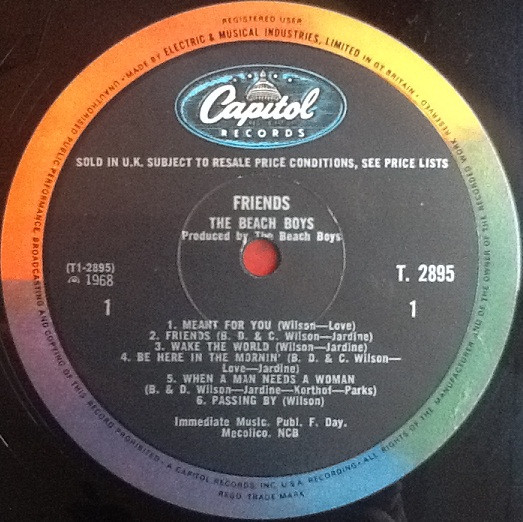 REGISTERED USER
UNAUTHORISED PUBLIC PERFORMANCE, BROADCASTING AND COPYING OF THIS RECORD PROHIBITED • MADE BY ELECTRIC & MUSICAL INDUSTRIES, LIMITED IN GT BRITAIN • ALL RIGHTS OF THE MANUFACTURER AND OF THE OWNER OF THE RECORDED WORK RESERVED
Capitol
RECORDS
SOLD IN U.K. SUBJECT TO RESALE PRICE CONDITIONS, SEE PRICE LISTS
FRIENDS
THE BEACH BOYS
Produced by The Beach Boys
(T1-2895)
℗ 1968
1
T. 2895
1
1. MEANT FOR YOU (Wilson—Love)
2. FRIENDS (B. D. & C. Wilson—Jardine)
3. WAKE THE WORLD (Wilson—Jardine)
4. BE HERE IN THE MORNIN' (B. D. & C. Wilson—
Love—Jardine)
5. WHEN A MAN NEEDS A WOMAN
(B. & D. Wilson—Jardine—Korthof—Parks)
6. PASSING BY (Wilson)
Immediate Music. Publ. F. Day.
Mecolico. NCB
• A CAPITOL RECORDS, INC. U.S.A. RECORDING •
REGD. TRADE MARK